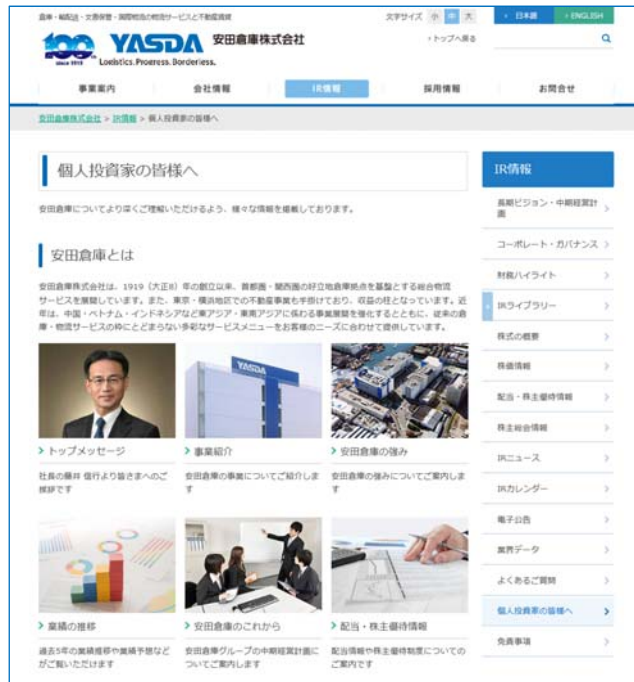 倉庫・輸配送・文書保管・国際物流の物流サービスと不動産賃貸
文字サイズ 小 中 大
日本語
ENGLISH
100th
since 1919
YASDA 安田倉庫株式会社
Loeistics. Progress. Borderless.
トップへ戻る
事業案内
会社情報
IR情報
採用情報
お問合せ
安田倉庫株式会社 > IR情報 > 個人投資家の皆様へ
個人投資家の皆様へ
安田倉庫についてより深くご理解いただけるよう、様々な情報を掲載しております。
安田倉庫とは
安田倉庫株式会社は、1919（大正8）年の創立以来、首都圏・関西圏の好立地倉庫拠点を基盤とする総合物流
サービスを展開しています。また、東京・横浜地区での不動産事業も手掛けており、収益の柱となっています。近
年は、中国・ベトナム・インドネシアなど東アジア・東南アジアに係わる事業展開を強化するとともに、従来の倉
庫・物流サービスの枠にとどまらない多彩なサービスメニューをお客様のニーズに合わせて提供しています。
YASDA
トップメッセージ
社長の藤井 信行より皆さまへのご
挨拶です
事業紹介
安田倉庫の事業についてご紹介しま
す
安田倉庫の強み
安田倉庫の強みについてご案内しま
す
業績の推移
過去5年の業績推移や業績予想など
がご覧いただけます
安田倉庫のこれから
安田倉庫グループの中期経営計画に
ついてご案内します
配当・株主優待情報
配当情報や株主優待制度についての
ご案内です
IR情報
長期ビジョン・中期経営計
画
コーポレート・ガバナンス
財務ハイライト
IRライブラリー
株式の概要
株価情報
配当・株主優待情報
株主総会情報
IRニュース
IRカレンダー
電子公告
業界データ
よくあるご質問
個人投資家の皆様へ
免責事項